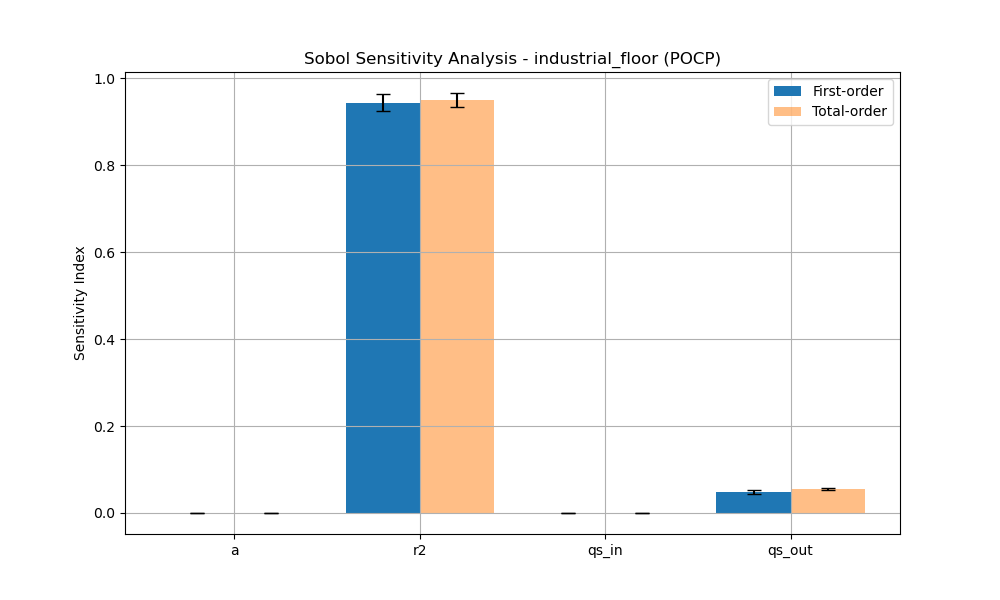 Sobol Sensitivity Analysis - industrial_floor (POCP)
First-order
Total-order
Sensitivity Index
1.0
0.8
0.6
0.4
0.2
0.0
a r2 qs_in qs_out